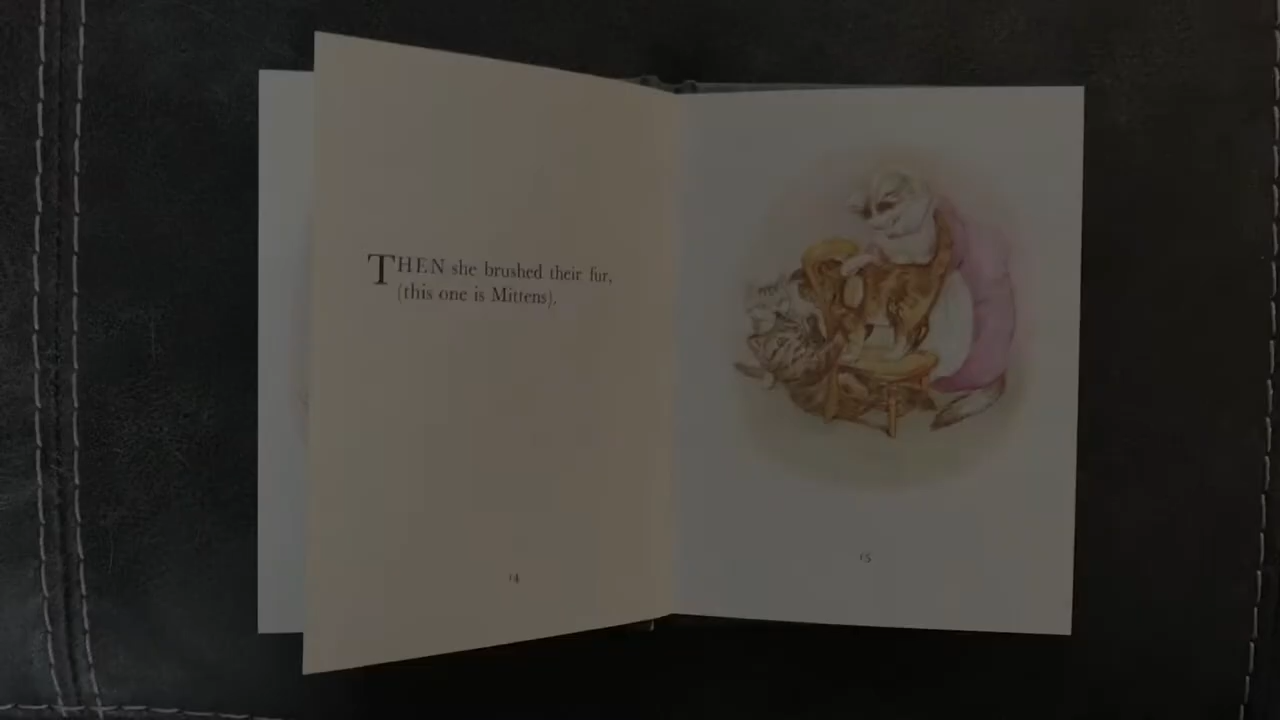 THEN she brushed their fur,
(this one is Mittens).
14
15